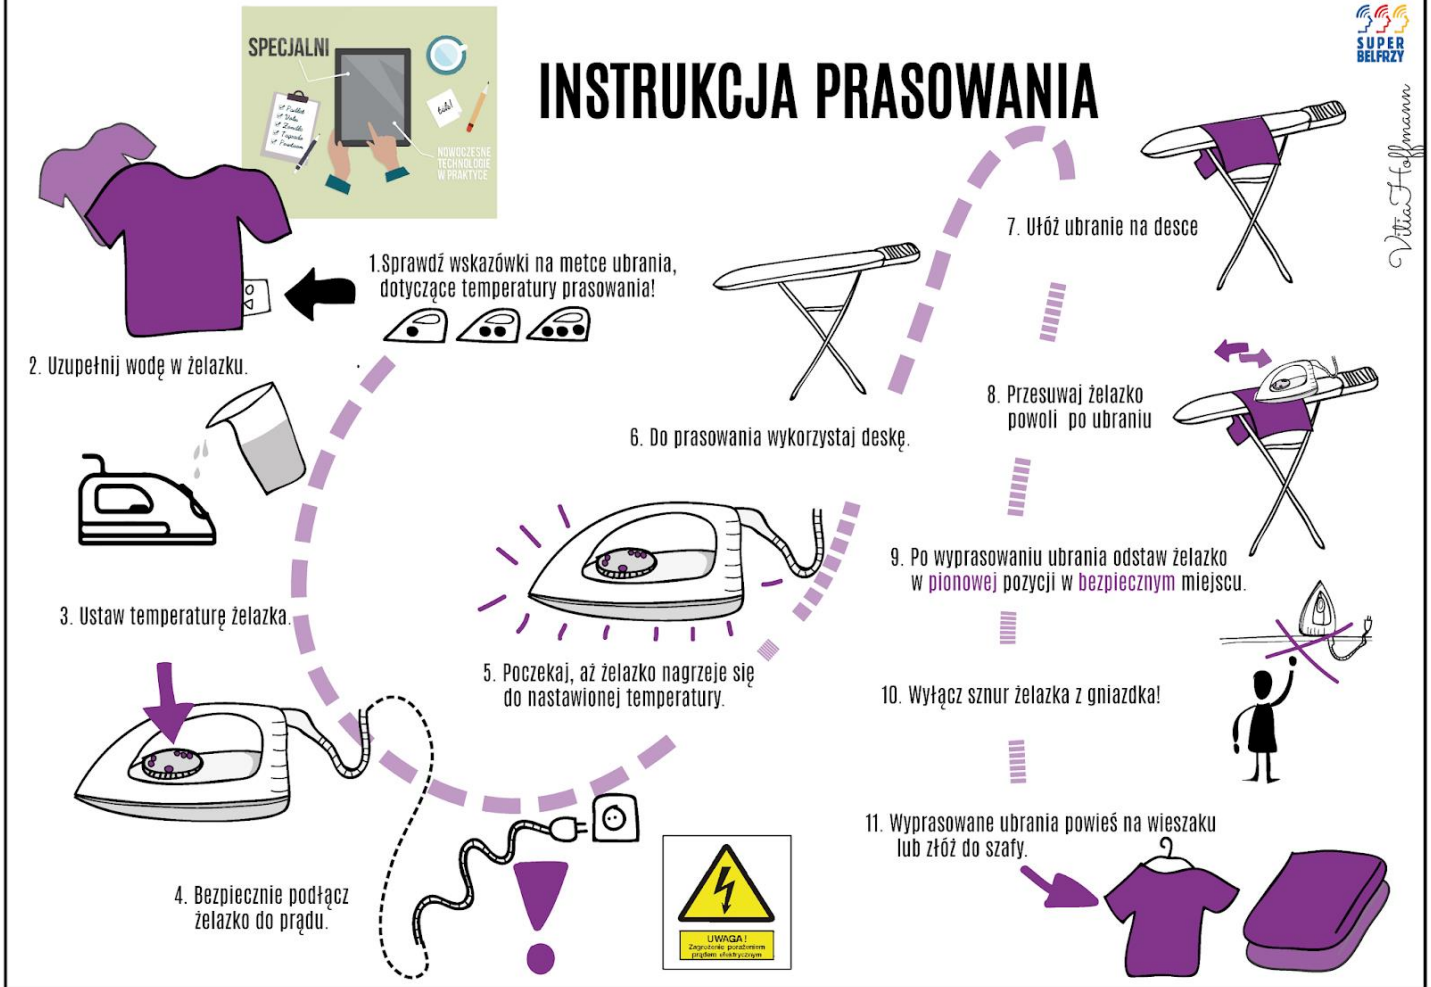 SPECJALNI
NOWOCZESNE
TECHNOLOGIE
W PRAKTYCE
INSTRUKCJA PRASOWANIA
SUPER
BELFRZY
Vilia Hoffmann
1.Sprawdź wskazówki na metce ubrania,
dotyczące temperatury prasowania!
2. Uzupełnij wodę w żelazku.
3. Ustaw temperaturę żelazka.
4. Bezpiecznie podłącz
żelazko do prądu.
5. Poczekaj, aż żelazko nagrzeje się
do nastawionej temperatury.
6. Do prasowania wykorzystaj deskę.
7. Ułóż ubranie na desce
8. Przesuwaj żelazko
powoli po ubraniu
9. Po wyprasowaniu ubrania odstaw żelazko
w pionowej pozycji w bezpiecznym miejscu.
10. Wyłącz sznur żelazka z gniazdka!
11. Wyprasowane ubrania powieś na wieszaku
lub złóż do szafy.
UWAGA!
Zagrożenie porażeniem
prądem elektrycznym